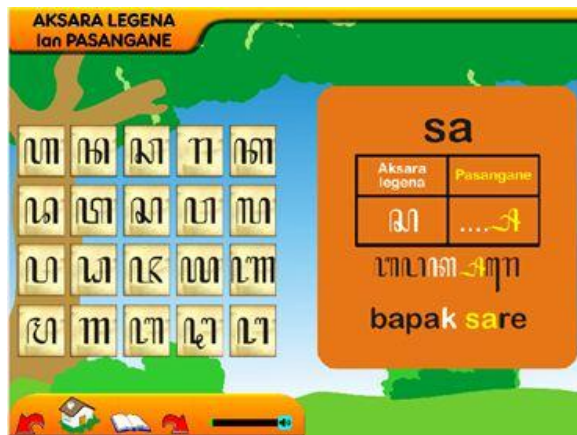 AKSARA LEGENA
lan PASANGANE
ꦲ ꦤ ꦕ ꦫ ꦏ
ꦢ ꦠ ꦱ ꦮ ꦭ
ꦥ ꦝ ꦗ ꦪ ꦚ
ꦩ ꦒ ꦧ ꦛ ꦔ
sa
Aksara legena Pasangane
ꦱ ....꧀ꦱ
ꦧꦥꦏ꧀ꦱꦫꦺ
bapak sare